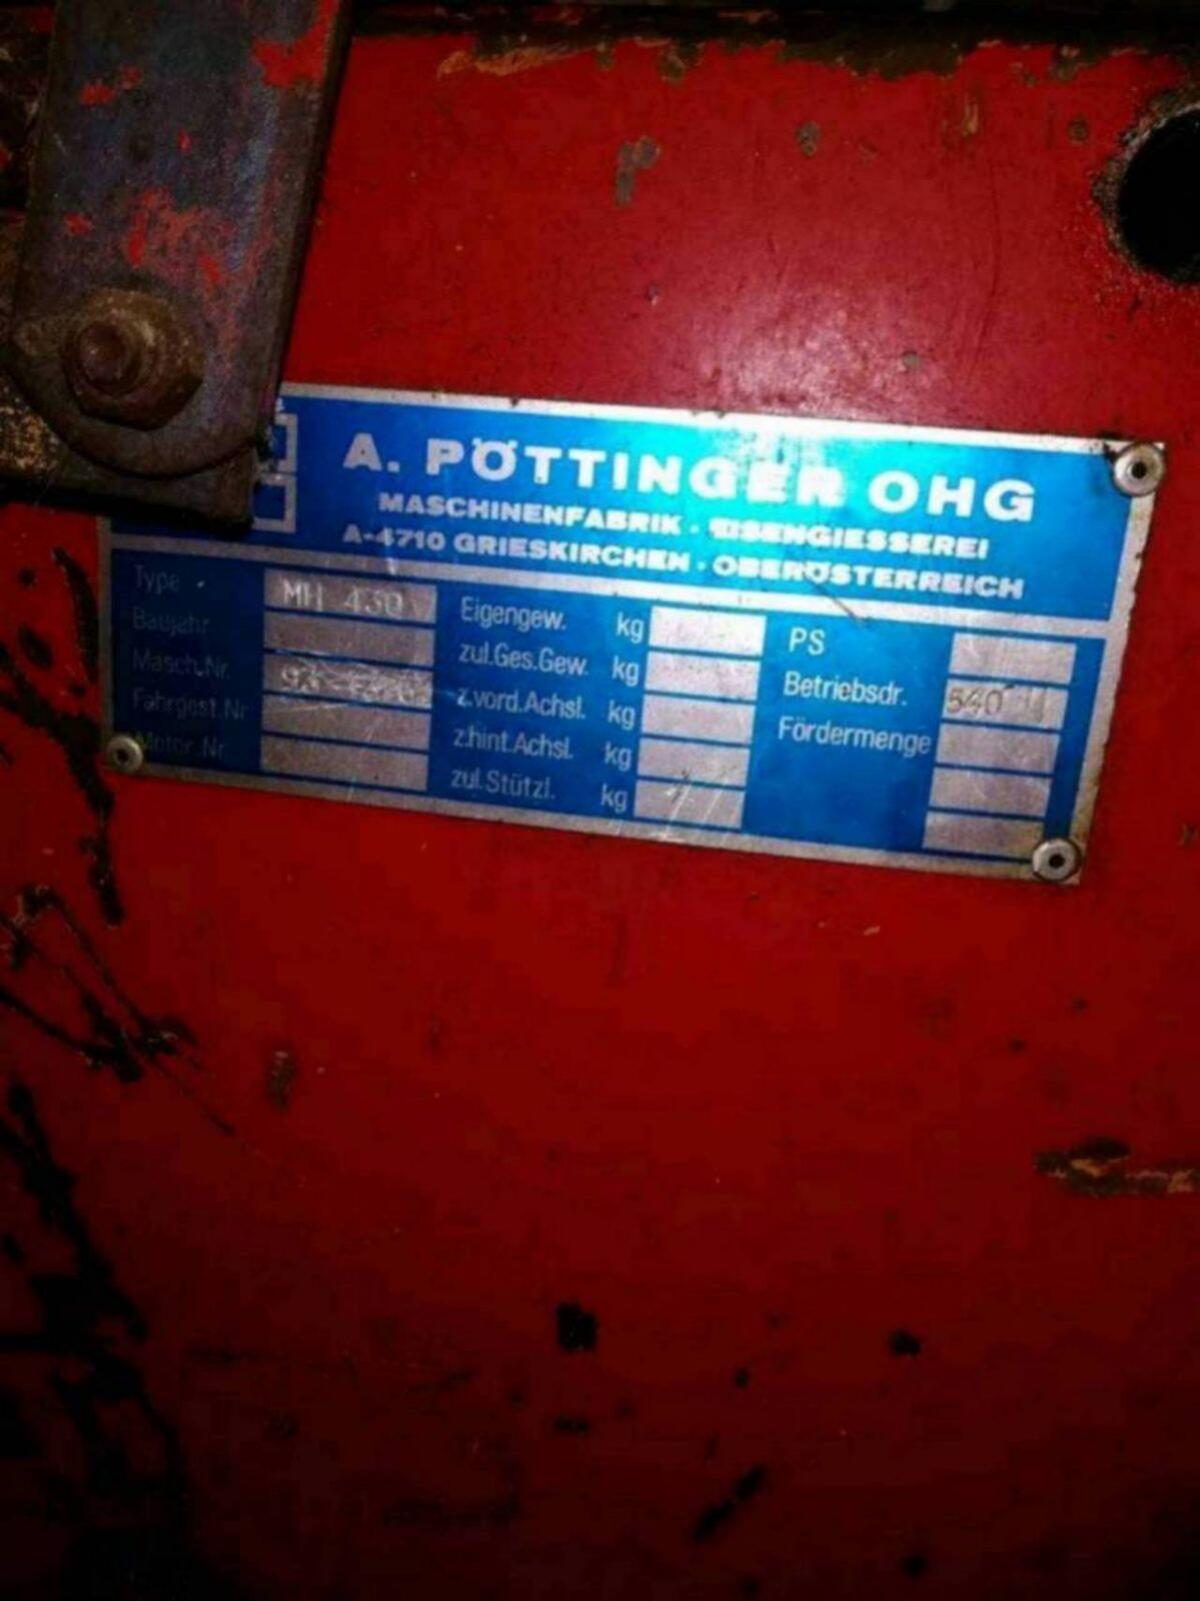 A. PÖTTINGER OHG
MASCHINENFABRIK · EISENGIESSEREI
A-4710 GRIESKIRCHEN · OBERÖSTERREICH
Type MH 430
Baujahr
Masch.Nr.
Fahrgest.Nr
Motor.Nr
Eigengew. kg
zul.Ges.Gew. kg
z.vord.Achsl. kg
z.hint.Achsl. kg
zul.Stützl. kg
PS
Betriebsdr. 540
Fördermenge